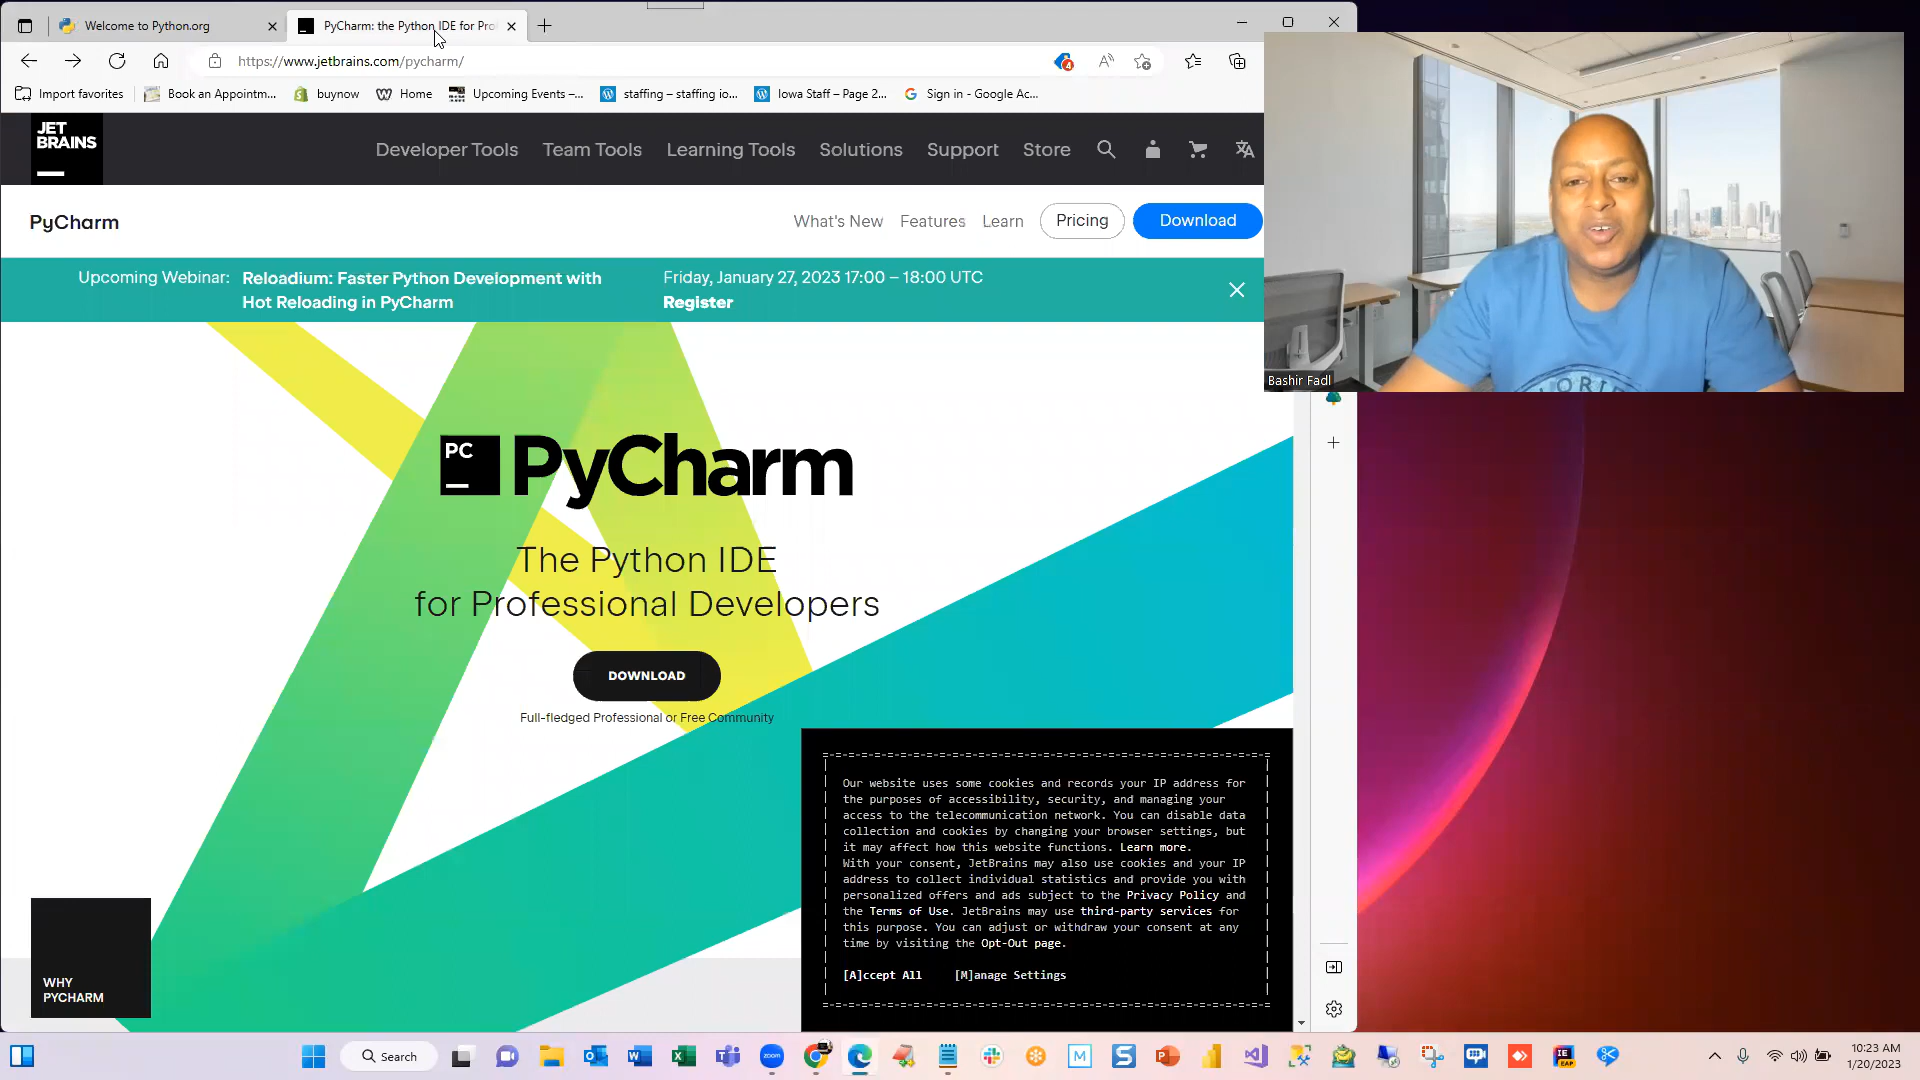 Welcome to Python.org
PyCharm: the Python IDE for Pro
https://www.jetbrains.com/pycharm/
4
Import favorites
Book an Appointm...
buynow
Home
Upcoming Events –...
staffing – staffing io...
Iowa Staff – Page 2...
Sign in - Google Ac...
JET
BRAINS
Developer Tools
Team Tools
Learning Tools
Solutions
Support
Store
PyCharm
What's New
Features
Learn
Pricing
Download
Upcoming Webinar:
Reloadium: Faster Python Development with
Hot Reloading in PyCharm
Friday, January 27, 2023 17:00 – 18:00 UTC
Register
Bashir Fadl
PC
PyCharm
The Python IDE
for Professional Developers
DOWNLOAD
Full-fledged Professional or Free Community
Our website uses some cookies and records your IP address for
the purposes of accessibility, security, and managing your
access to the telecommunication network. You can disable data
collection and cookies by changing your browser settings, but
it may affect how this website functions. Learn more.
With your consent, JetBrains may also use cookies and your IP
address to collect individual statistics and provide you with
personalized offers and ads subject to the Privacy Policy and
the Terms of Use. JetBrains may use third-party services for
this purpose. You can adjust or withdraw your consent at any
time by visiting the Opt-Out page.
[A]ccept All
[M]anage Settings
WHY
PYCHARM
Search
zoom
10:23 AM
1/20/2023